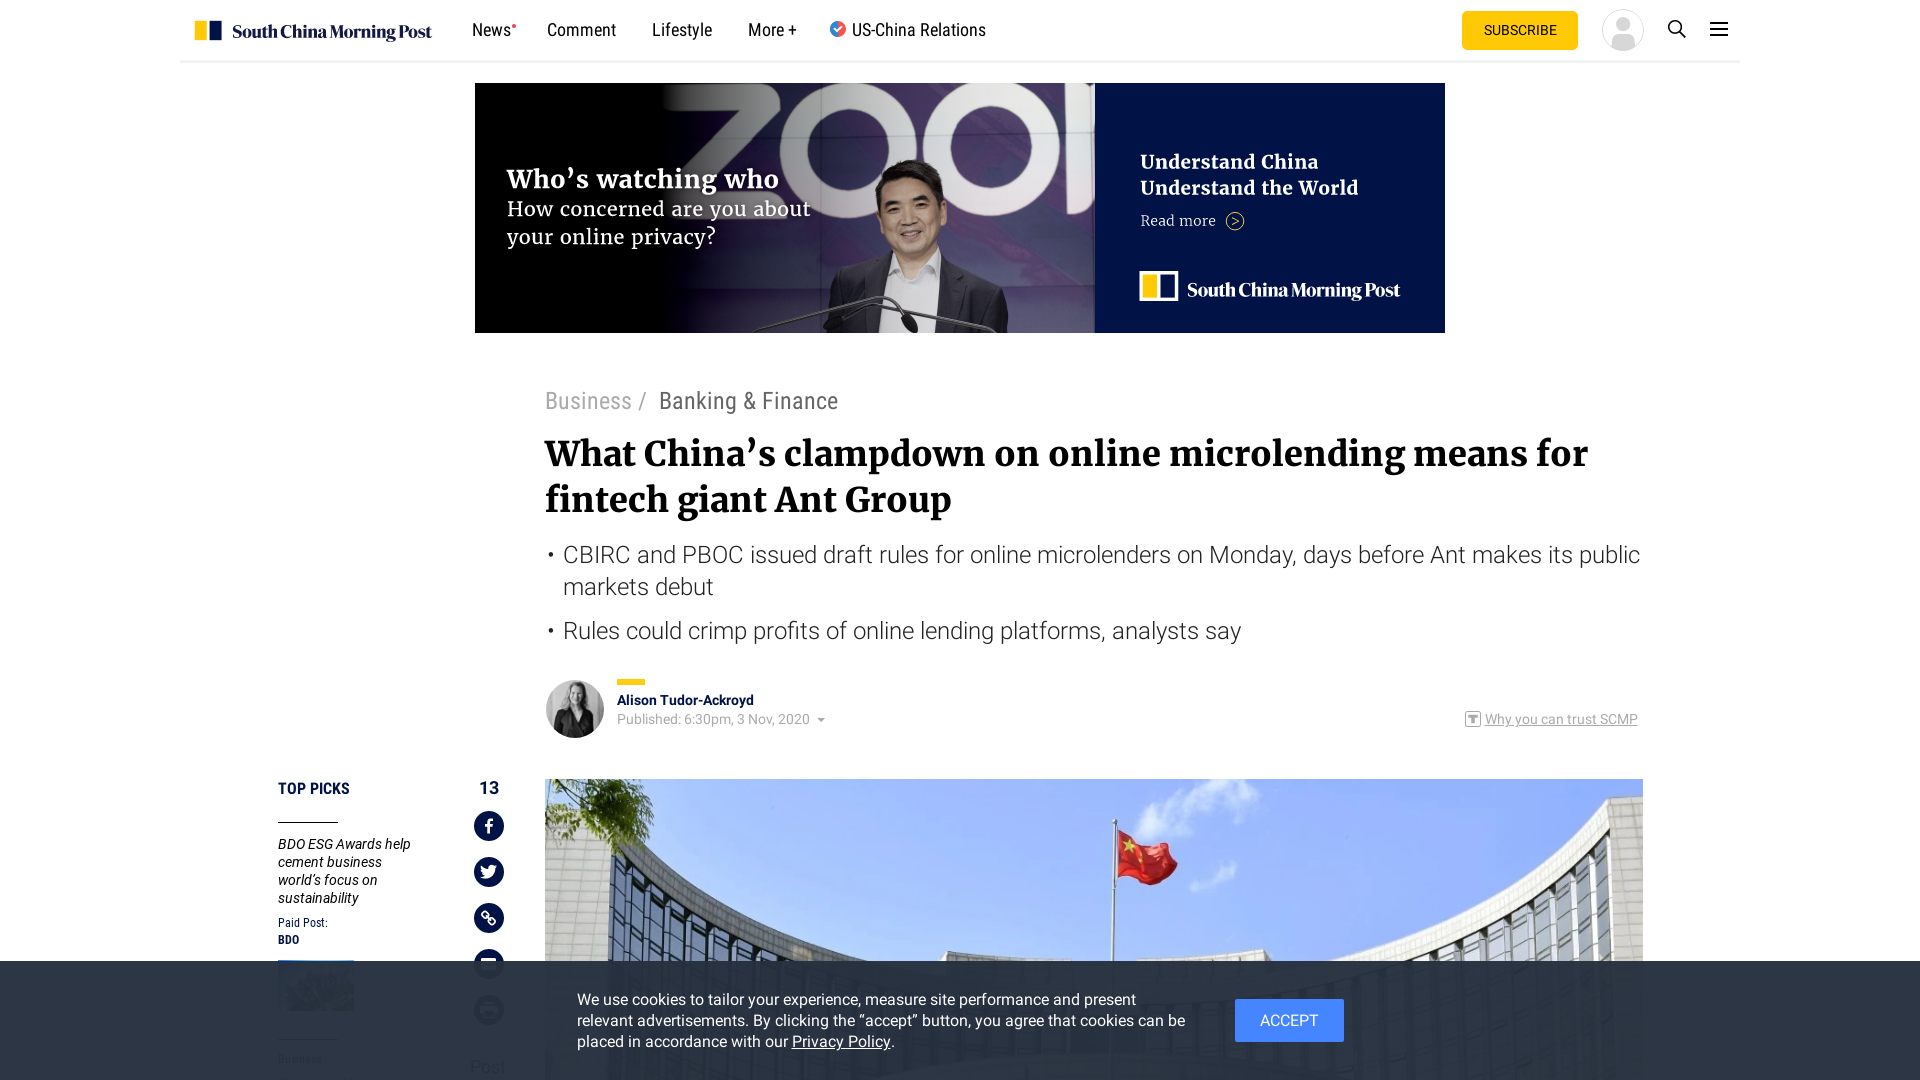 South China Morning Post
News
Comment
Lifestyle
More +
US-China Relations
SUBSCRIBE
zoom
Who's watching who
How concerned are you about
your online privacy?
Understand China
Understand the World
Read more
South China Morning Post
Business / Banking & Finance
What China’s clampdown on online microlending means for
fintech giant Ant Group
• CBIRC and PBOC issued draft rules for online microlenders on Monday, days before Ant makes its public
markets debut
• Rules could crimp profits of online lending platforms, analysts say
Alison Tudor-Ackroyd
Published: 6:30pm, 3 Nov, 2020
Why you can trust SCMP
TOP PICKS
BDO ESG Awards help
cement business
world’s focus on
sustainability
Paid Post:
BDO
13
Post
We use cookies to tailor your experience, measure site performance and present
relevant advertisements. By clicking the “accept” button, you agree that cookies can be
placed in accordance with our Privacy Policy.
ACCEPT